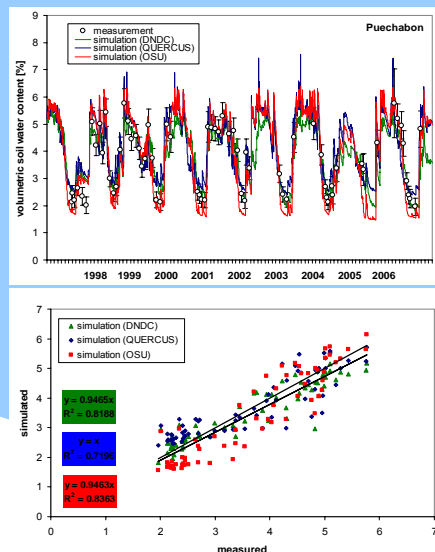 Puechabon
measurement
simulation (DNDC)
simulation (QUERCUS)
simulation (OSU)
volumetric soil water content [%]
9
8
7
6
5
4
3
2
1
0
1998 1999 2000 2001 2002 2003 2004 2005 2006
simulation (DNDC)
simulation (QUERCUS)
simulation (OSU)
simulated
7
6
5
4
3
2
1
0
y = 0.9465x
R² = 0.8188
y = x
R² = 0.7196
y = 0.9463x
R² = 0.8363
0 1 2 3 4 5 6 7
measured